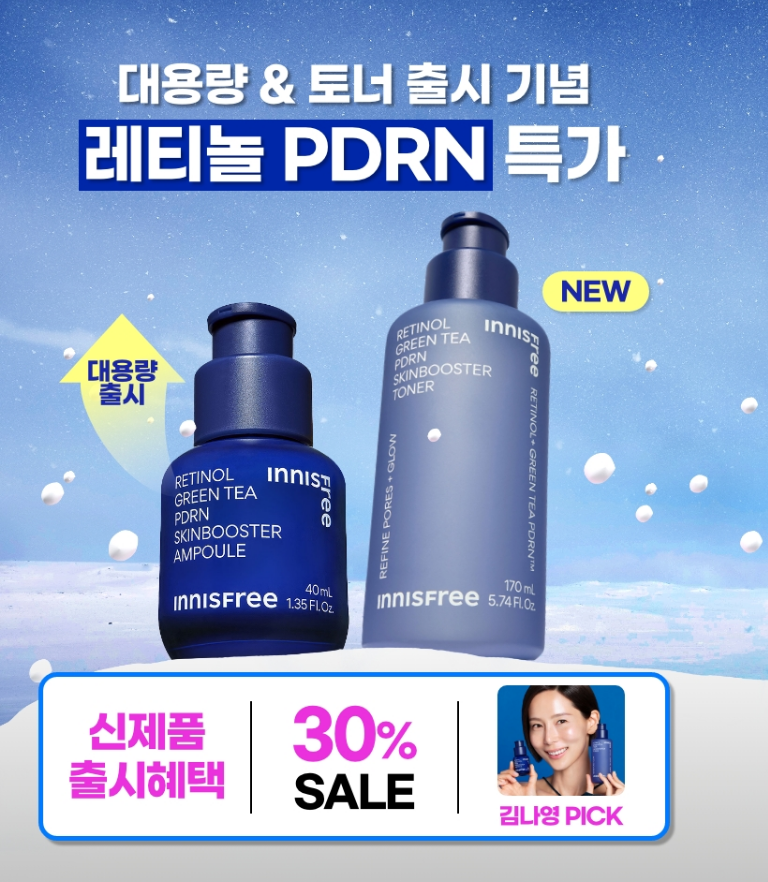 대용량 & 토너 출시 기념
레티놀 PDRN 특가
NEW
대용량
출시
RETINOL
GREEN TEA
PDRN
SKINBOOSTER
AMPOULE
innisfree
innisfree
40 mL
1.35 Fl.Oz.
RETINOL
GREEN TEA
PDRN
SKINBOOSTER
TONER
innisfree
RETINOL + GREEN TEA PDRN™
REFINE PORES + GLOW
innisfree
170 mL
5.74 Fl.Oz.
신제품
출시혜택
30%
SALE
김나영 PICK